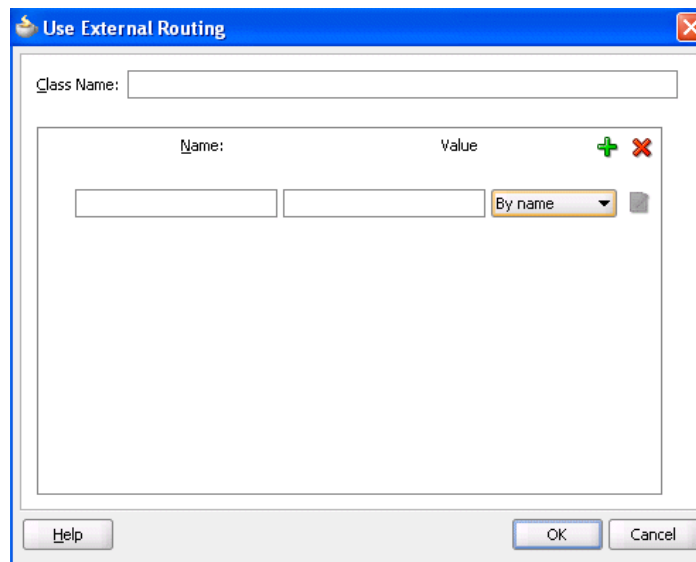 Use External Routing
Class Name:
Name: Value
By name
Help OK Cancel